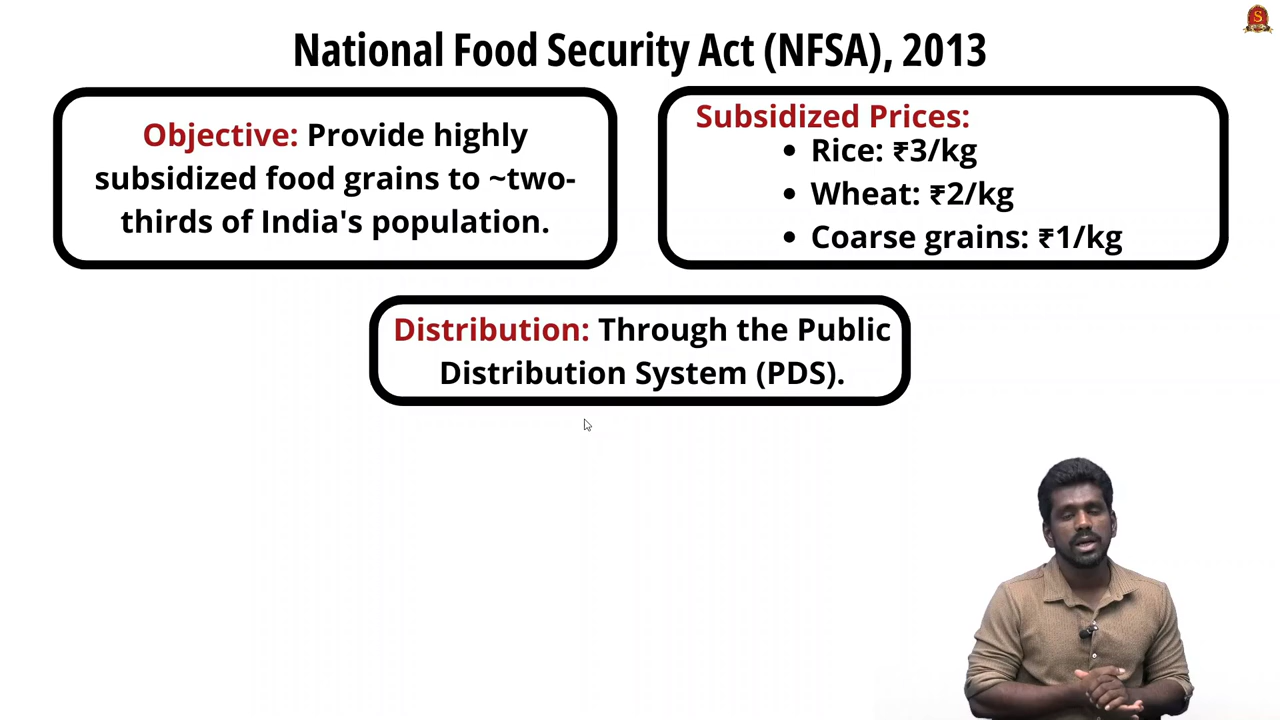 National Food Security Act (NFSA), 2013
Objective: Provide highly
subsidized food grains to ~two-
thirds of India's population.
Subsidized Prices:
• Rice: ₹3/kg
• Wheat: ₹2/kg
• Coarse grains: ₹1/kg
Distribution: Through the Public
Distribution System (PDS).
S